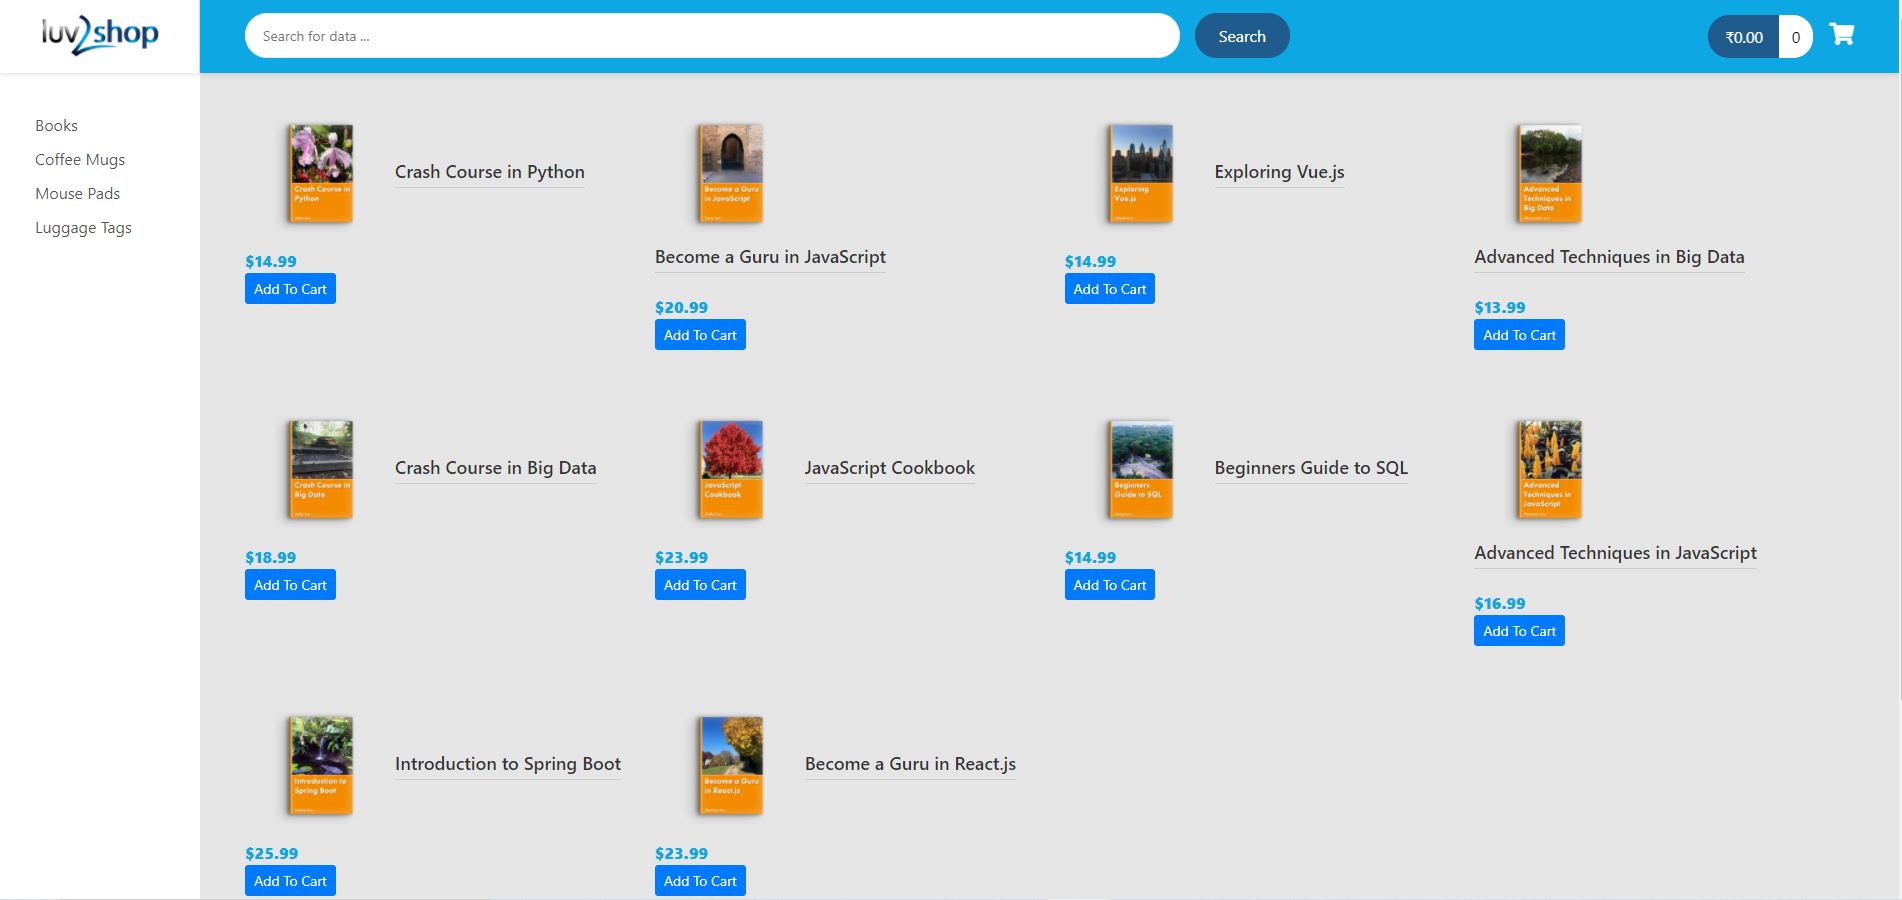 luv2shop
Search for data ...
Search
₹0.00
0
Books
Coffee Mugs
Mouse Pads
Luggage Tags
Crash Course in
Python
Crash Course in Python
$14.99
Add To Cart
Become a Guru
in JavaScript
Become a Guru in JavaScript
$20.99
Add To Cart
Exploring
Vue.js
Exploring Vue.js
$14.99
Add To Cart
Advanced
Techniques in
Big Data
Advanced Techniques in Big Data
$13.99
Add To Cart
Crash Course in
Big Data
Crash Course in Big Data
$18.99
Add To Cart
JavaScript
Cookbook
JavaScript Cookbook
$23.99
Add To Cart
Beginners
Guide to SQL
Beginners Guide to SQL
$14.99
Add To Cart
Advanced
Techniques in
JavaScript
Advanced Techniques in JavaScript
$16.99
Add To Cart
Introduction to
Spring Boot
Introduction to Spring Boot
$25.99
Add To Cart
Become a Guru
in React.js
Become a Guru in React.js
$23.99
Add To Cart